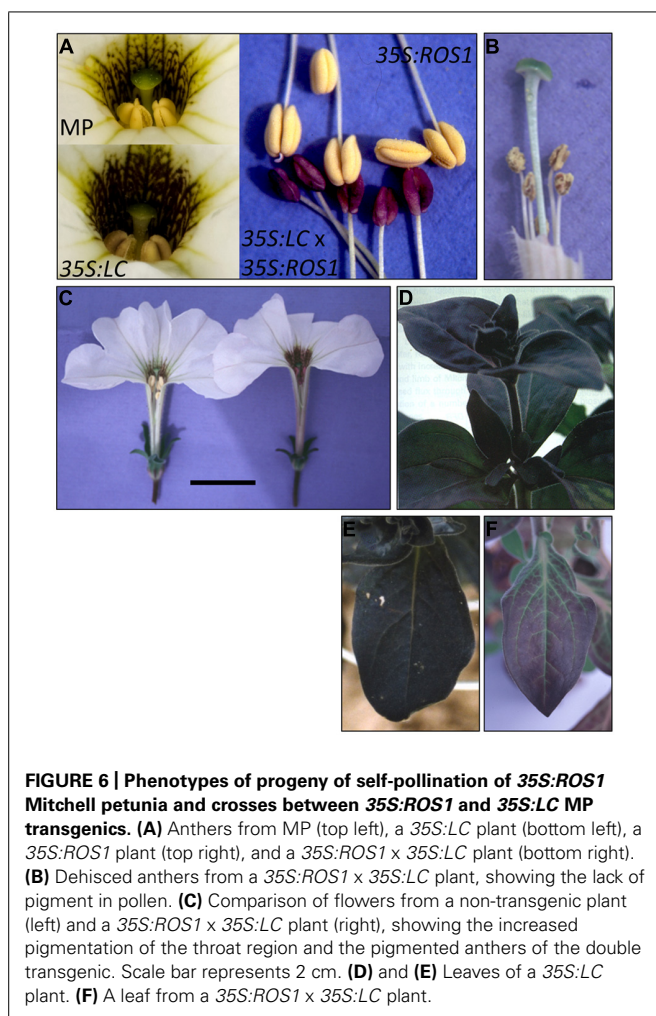 A
MP
35S:LC
35S:ROS1
35S:LC x
35S:ROS1
B
C
D
E
F
FIGURE 6 | Phenotypes of progeny of self-pollination of 35S:ROS1
Mitchell petunia and crosses between 35S:ROS1 and 35S:LC MP
transgenics. (A) Anthers from MP (top left), a 35S:LC plant (bottom left), a
35S:ROS1 plant (top right), and a 35S:ROS1 x 35S:LC plant (bottom right).
(B) Dehisced anthers from a 35S:ROS1 x 35S:LC plant, showing the lack of
pigment in pollen. (C) Comparison of flowers from a non-transgenic plant
(left) and a 35S:ROS1 x 35S:LC plant (right), showing the increased
pigmentation of the throat region and the pigmented anthers of the double
transgenic. Scale bar represents 2 cm. (D) and (E) Leaves of a 35S:LC
plant. (F) A leaf from a 35S:ROS1 x 35S:LC plant.